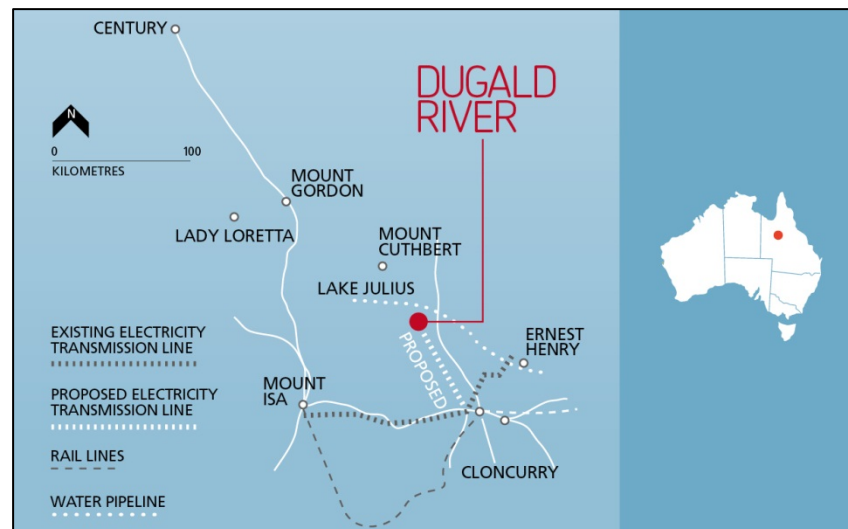 CENTURY
DUGALD
RIVER
N
0 100
KILOMETRES
MOUNT
GORDON
LADY LORETTA
MOUNT
CUTHBERT
LAKE JULIUS
EXISTING ELECTRICITY
TRANSMISSION LINE
PROPOSED
ERNEST
HENRY
PROPOSED ELECTRICITY
TRANSMISSION LINE
MOUNT
ISA
RAIL LINES
CLONCURRY
WATER PIPELINE